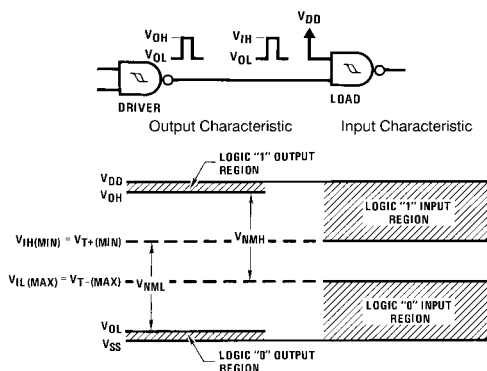 VOH
VOL
VIH
VOL
VDD
DRIVER
LOAD
Output Characteristic
Input Characteristic
LOGIC "1" OUTPUT
REGION
VDD
VOH
LOGIC "1" INPUT
REGION
VIH(MIN) = VT+(MIN)
VNMH
VIL(MAX) = VT−(MAX)
VNML
LOGIC "0" INPUT
REGION
VOL
VSS
LOGIC "0" OUTPUT
REGION